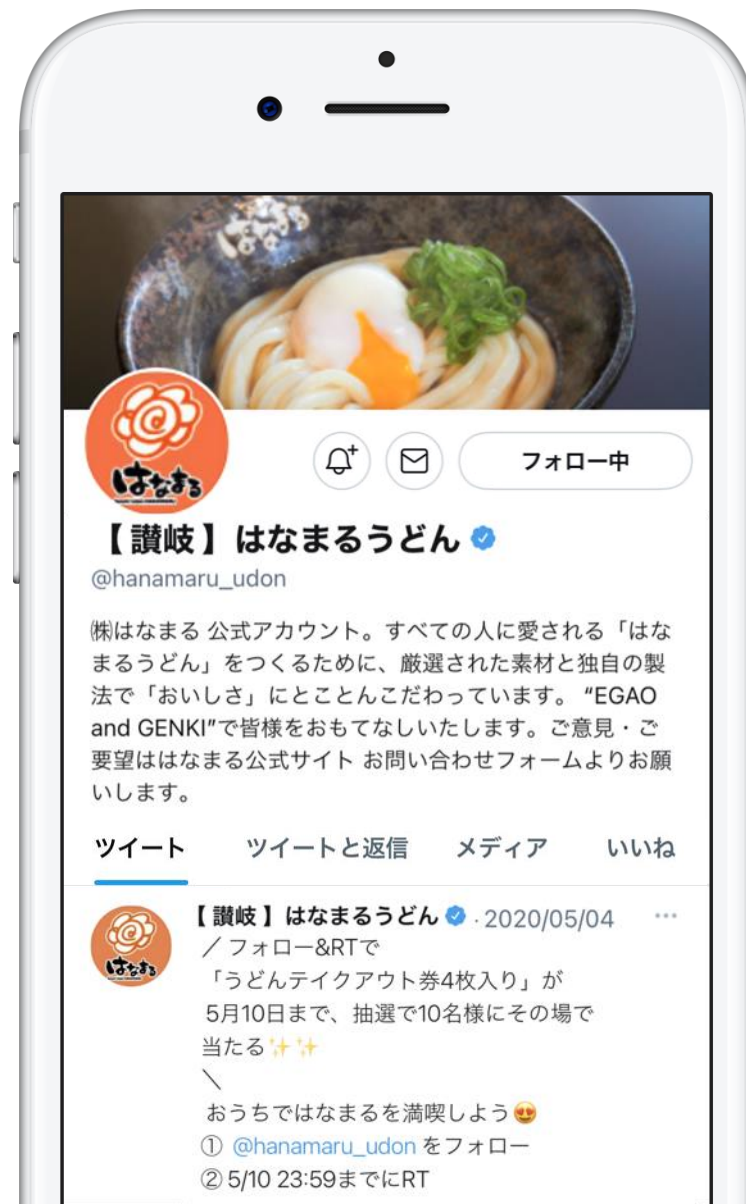 はなまる
はなまる
フォロー中
【讃岐】はなまるうどん
@hanamaru_udon
㈱はなまる 公式アカウント。すべての人に愛される「はな
まるうどん」をつくるために、厳選された素材と独自の製
法で「おいしさ」にとことんこだわっています。 “EGAO
and GENKI”で皆様をおもてなしいたします。ご意見・ご
要望ははなまる公式サイト お問い合わせフォームよりお願
いします。
ツイート ツイートと返信 メディア いいね
【讃岐】はなまるうどん · 2020/05/04 ···
はなまる
／フォロー&RTで
「うどんテイクアウト券4枚入り」が
5月10日まで、抽選で10名様にその場で
当たる✨✨
＼
おうちではなまるを満喫しよう😍
① @hanamaru_udon をフォロー
② 5/10 23:59までにRT